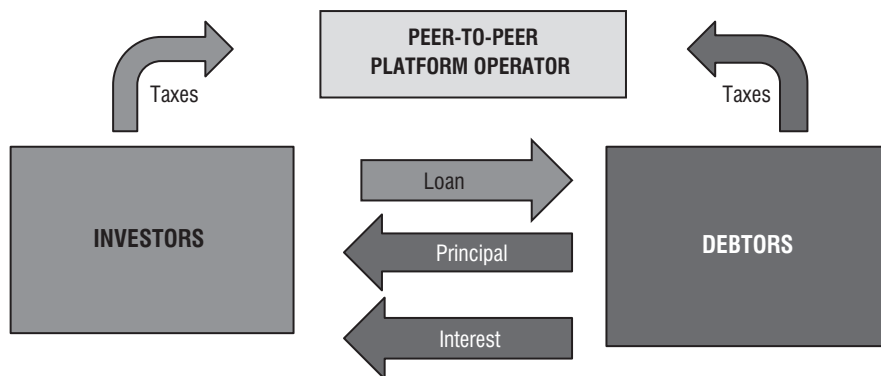 PEER-TO-PEER
PLATFORM OPERATOR
Taxes
Taxes
Loan
INVESTORS
Principal
DEBTORS
Interest